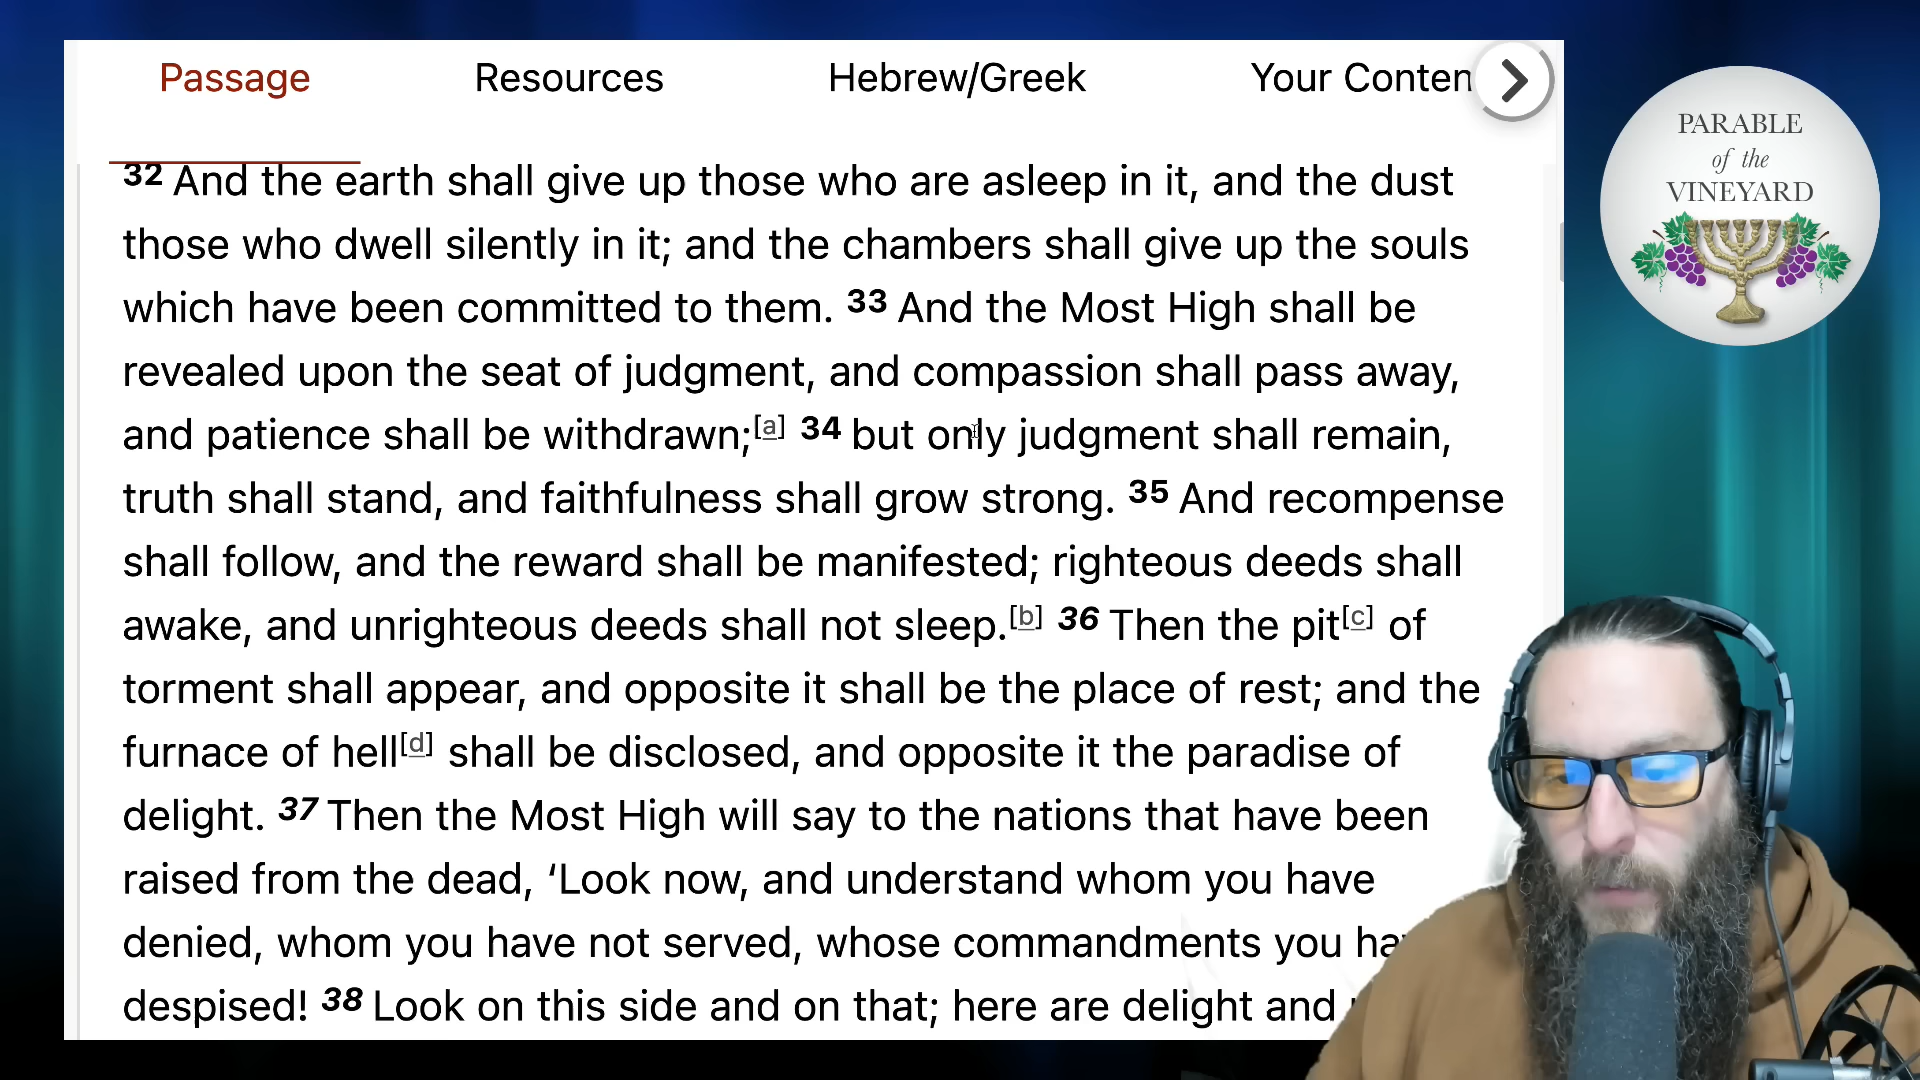 Passage Resources Hebrew/Greek Your Conten
32 And the earth shall give up those who are asleep in it, and the dust
those who dwell silently in it; and the chambers shall give up the souls
which have been committed to them. 33 And the Most High shall be
revealed upon the seat of judgment, and compassion shall pass away,
and patience shall be withdrawn;[a] 34 but only judgment shall remain,
truth shall stand, and faithfulness shall grow strong. 35 And recompense
shall follow, and the reward shall be manifested; righteous deeds shall
awake, and unrighteous deeds shall not sleep.[b] 36 Then the pit[c] of
torment shall appear, and opposite it shall be the place of rest; and the
furnace of hell[d] shall be disclosed, and opposite it the paradise of
delight. 37 Then the Most High will say to the nations that have been
raised from the dead, ‘Look now, and understand whom you have
denied, whom you have not served, whose commandments you
despised! 38 Look on this side and on that; here are delight and
PARABLE
of the
VINEYARD